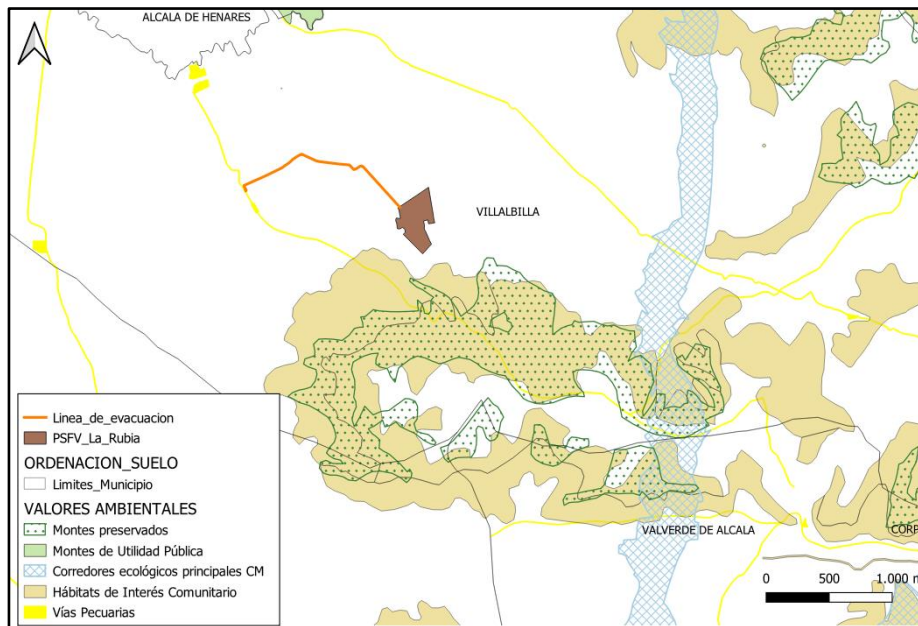 ALCALA DE HENARES
VILLALBILLA
VALVERDE DE ALCALA
CORP
Linea_de_evacuacion
PSFV_La_Rubia
ORDENACION_SUELO
Limites_Municipio
VALORES AMBIENTALES
Montes preservados
Montes de Utilidad Pública
Corredores ecológicos principales CM
Hábitats de Interés Comunitario
Vías Pecuarias
0 500 1.000 m